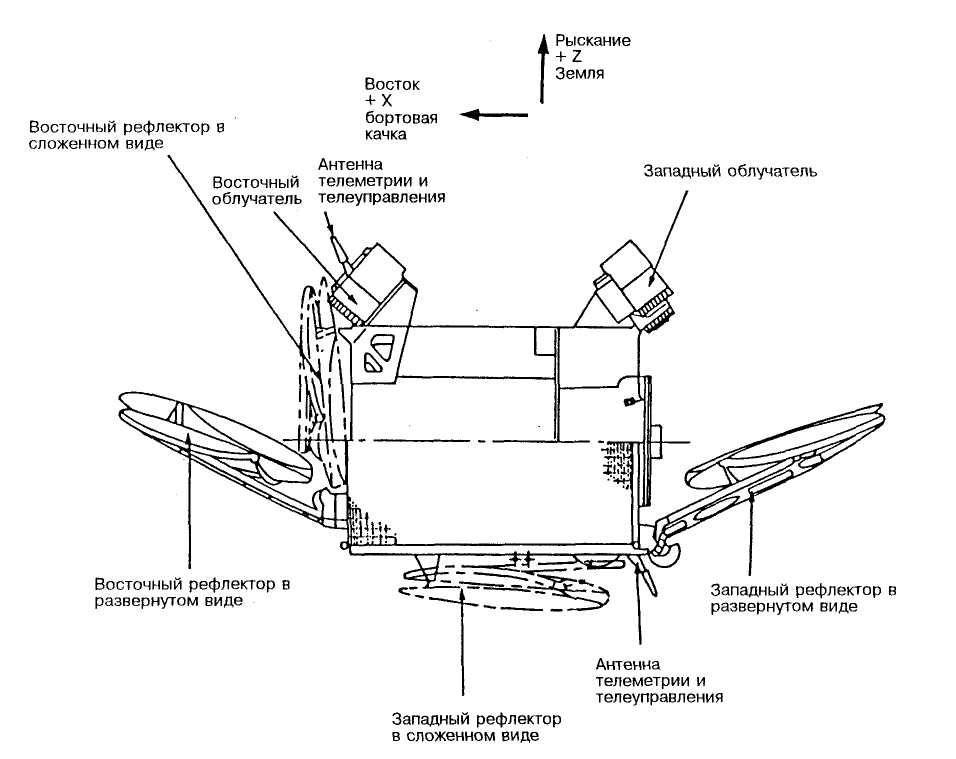 Рыскание
+ Z
Земля
Восток
+ X
бортовая
качка
Восточный рефлектор в
сложенном виде
Антенна
телеметрии и
телеуправления
Восточный
облучатель
Западный облучатель
Восточный рефлектор в
развернутом виде
Западный рефлектор в
развернутом виде
Антенна
телеметрии и
телеуправления
Западный рефлектор
в сложенном виде